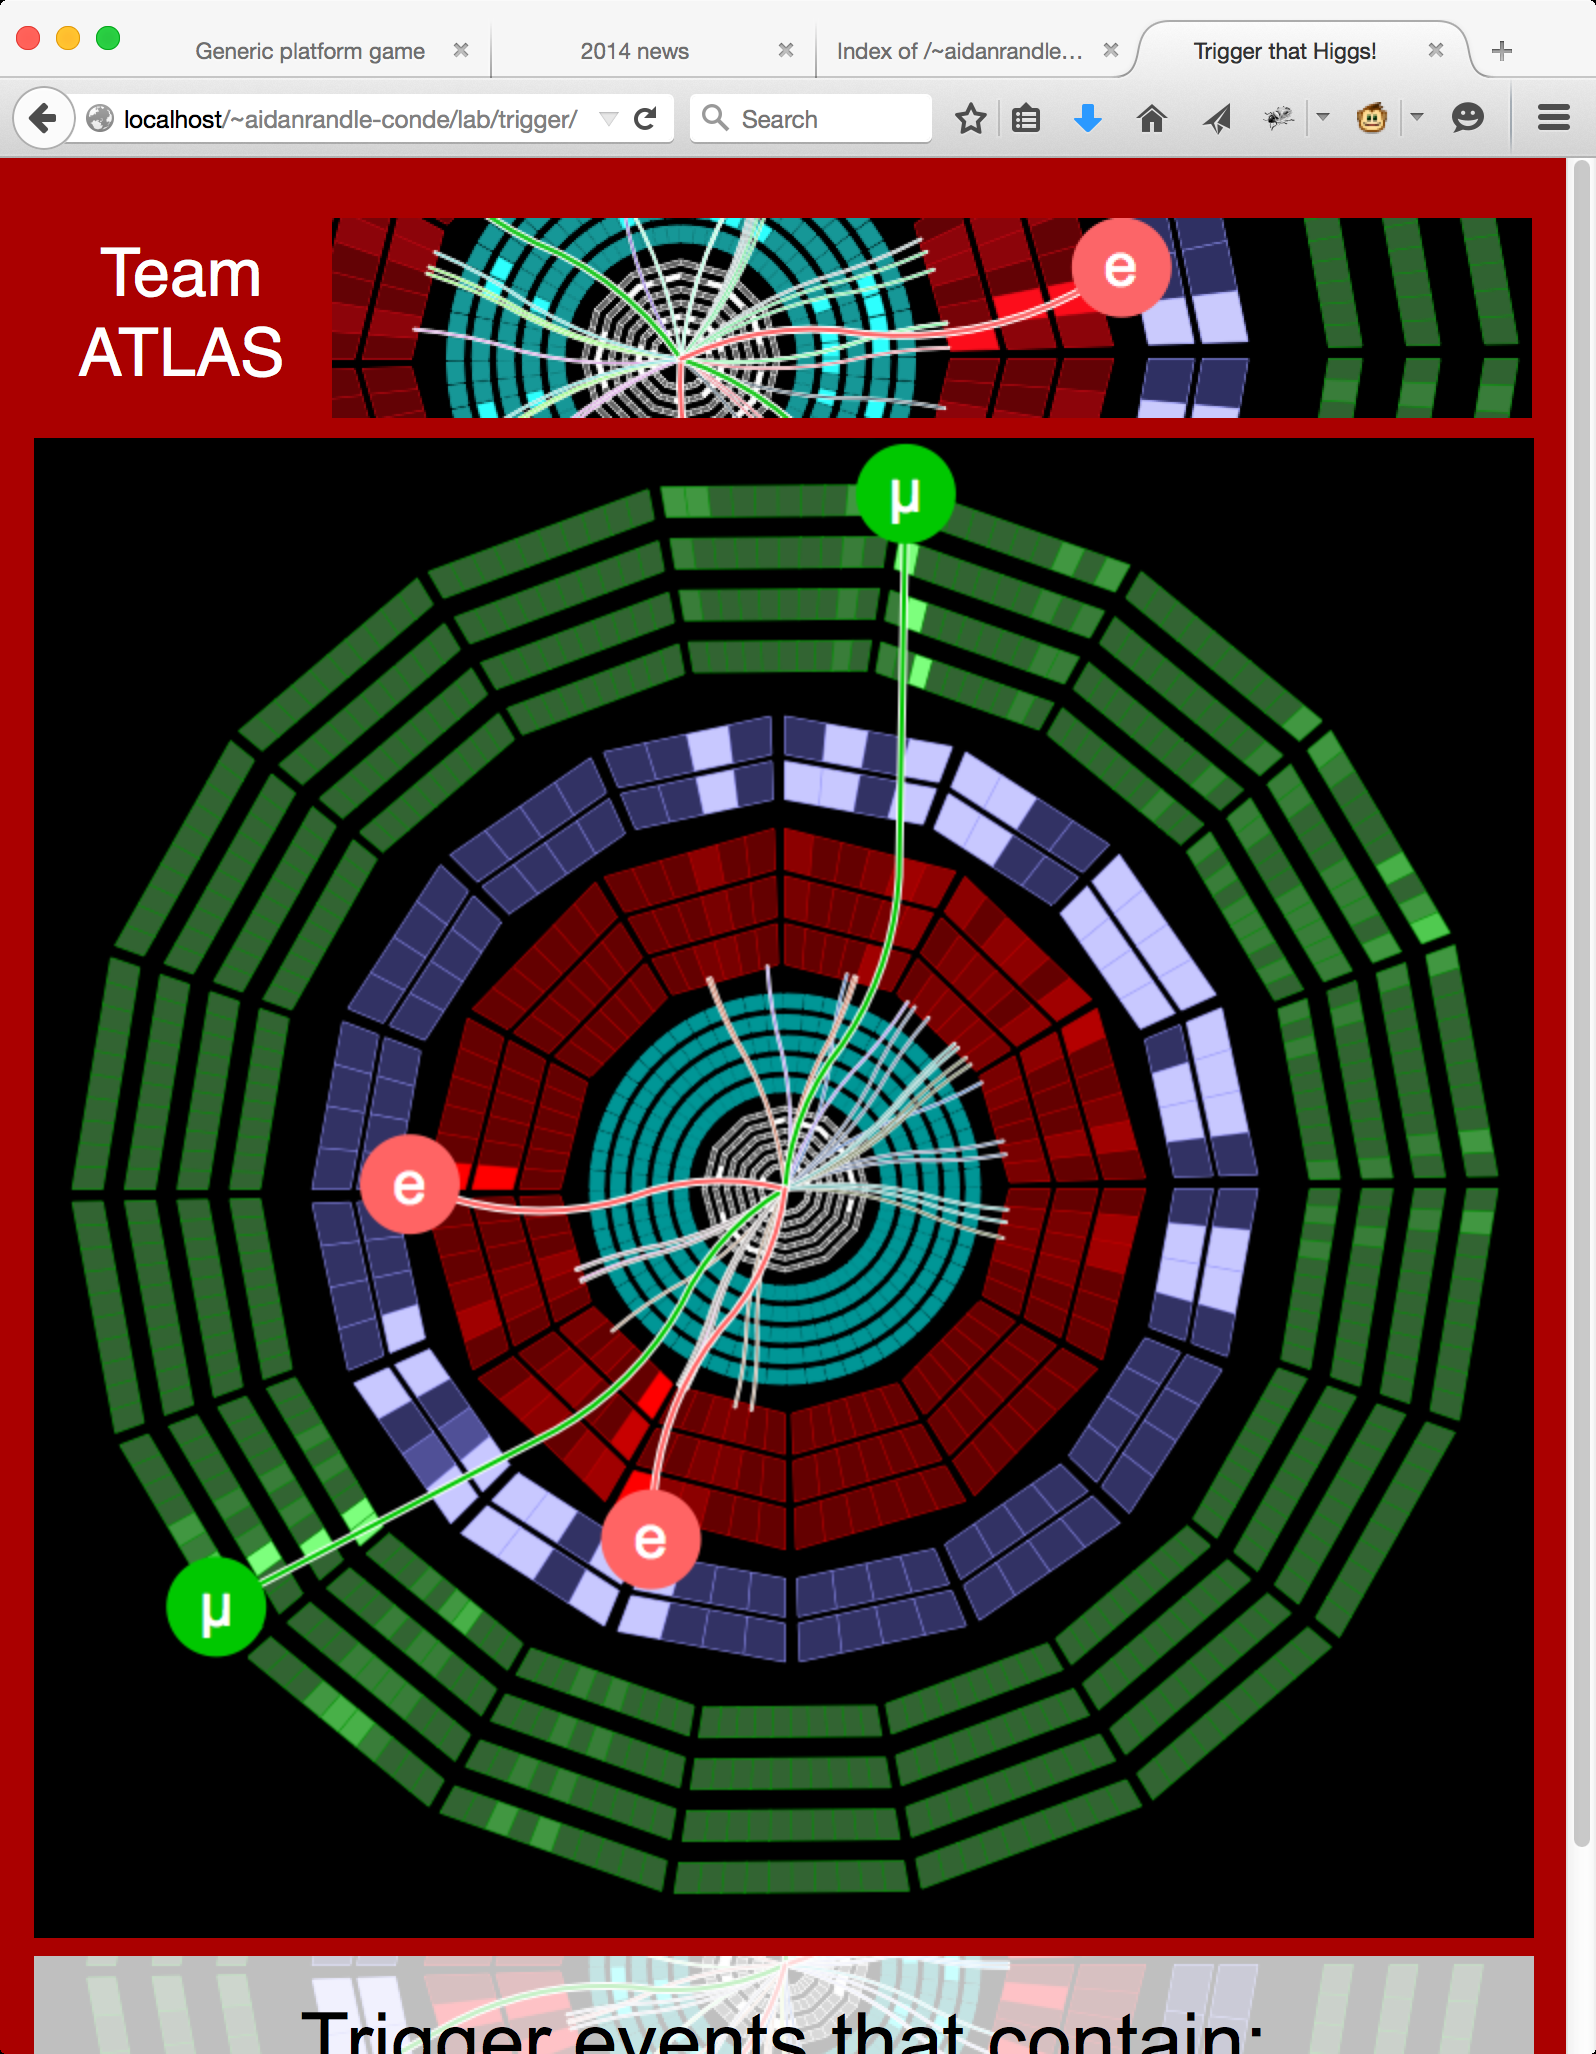 Generic platform game
2014 news
Index of /~aidanrandle...
Trigger that Higgs!
localhost/~aidanrandle-conde/lab/trigger/
Search
Team
ATLAS
e
μ
e
e
μ
Trigger events that contain: